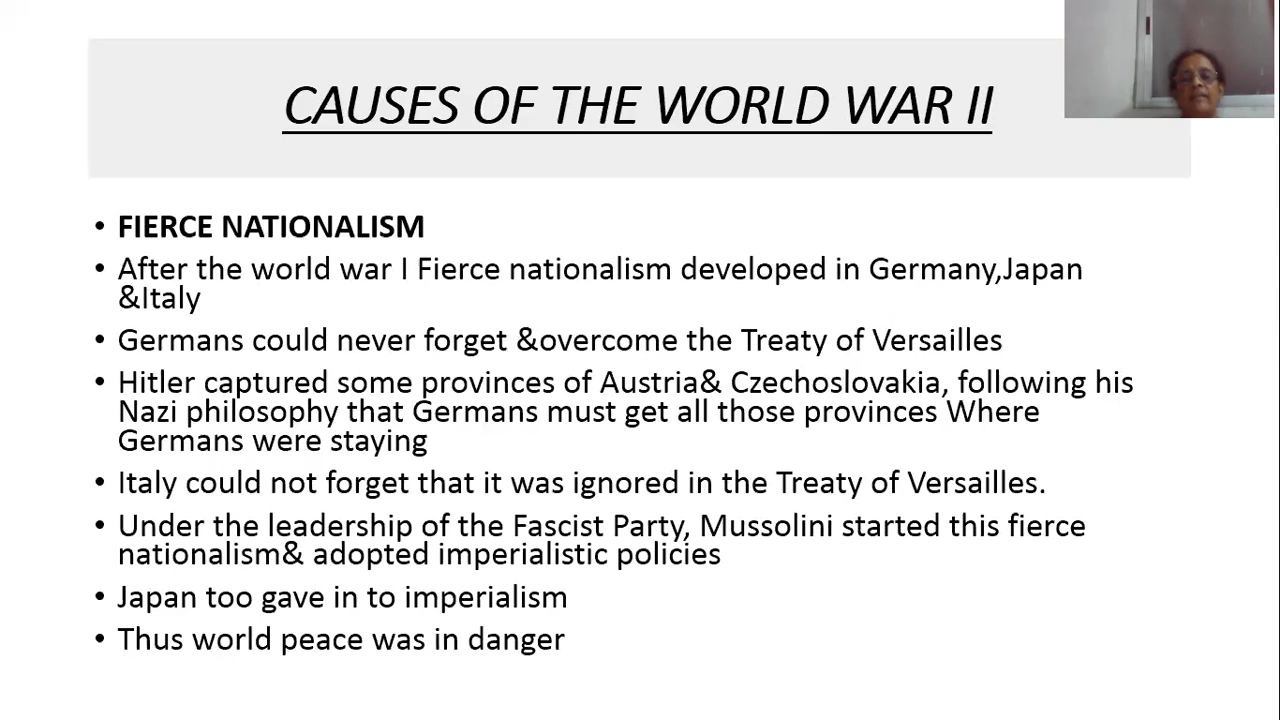 CAUSES OF THE WORLD WAR II
• FIERCE NATIONALISM
• After the world war I Fierce nationalism developed in Germany,Japan
&Italy
• Germans could never forget &overcome the Treaty of Versailles
• Hitler captured some provinces of Austria& Czechoslovakia, following his
Nazi philosophy that Germans must get all those provinces Where
Germans were staying
• Italy could not forget that it was ignored in the Treaty of Versailles.
• Under the leadership of the Fascist Party, Mussolini started this fierce
nationalism& adopted imperialistic policies
• Japan too gave in to imperialism
• Thus world peace was in danger